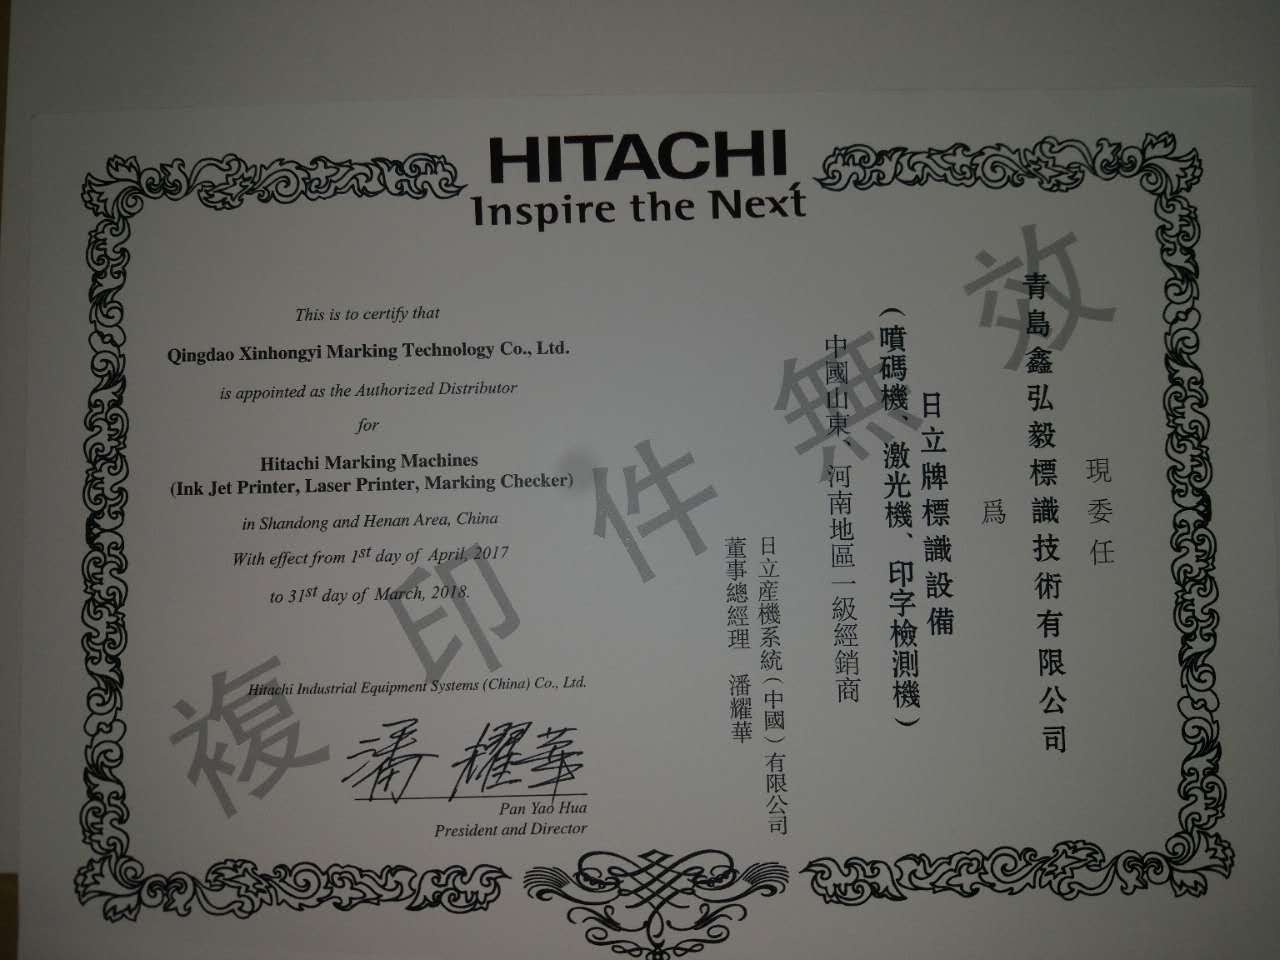 HITACHI
Inspire the Next
This is to certify that
Qingdao Xinhongyi Marking Technology Co., Ltd.
is appointed as the Authorized Distributor
for
Hitachi Marking Machines
(Ink Jet Printer, Laser Printer, Marking Checker)
in Shandong and Henan Area, China
With effect from 1st day of April, 2017
to 31st day of March, 2018.
Hitachi Industrial Equipment Systems (China) Co., Ltd.
潘耀華
Pan Yao Hua
President and Director
現委任
青島鑫弘毅標識技術有限公司
爲
日立牌標識設備
(噴碼機、激光機、印字檢測機)
中國山東、河南地區一級經銷商
日立産機系統(中國)有限公司
董事總經理 潘耀華
複印件無效